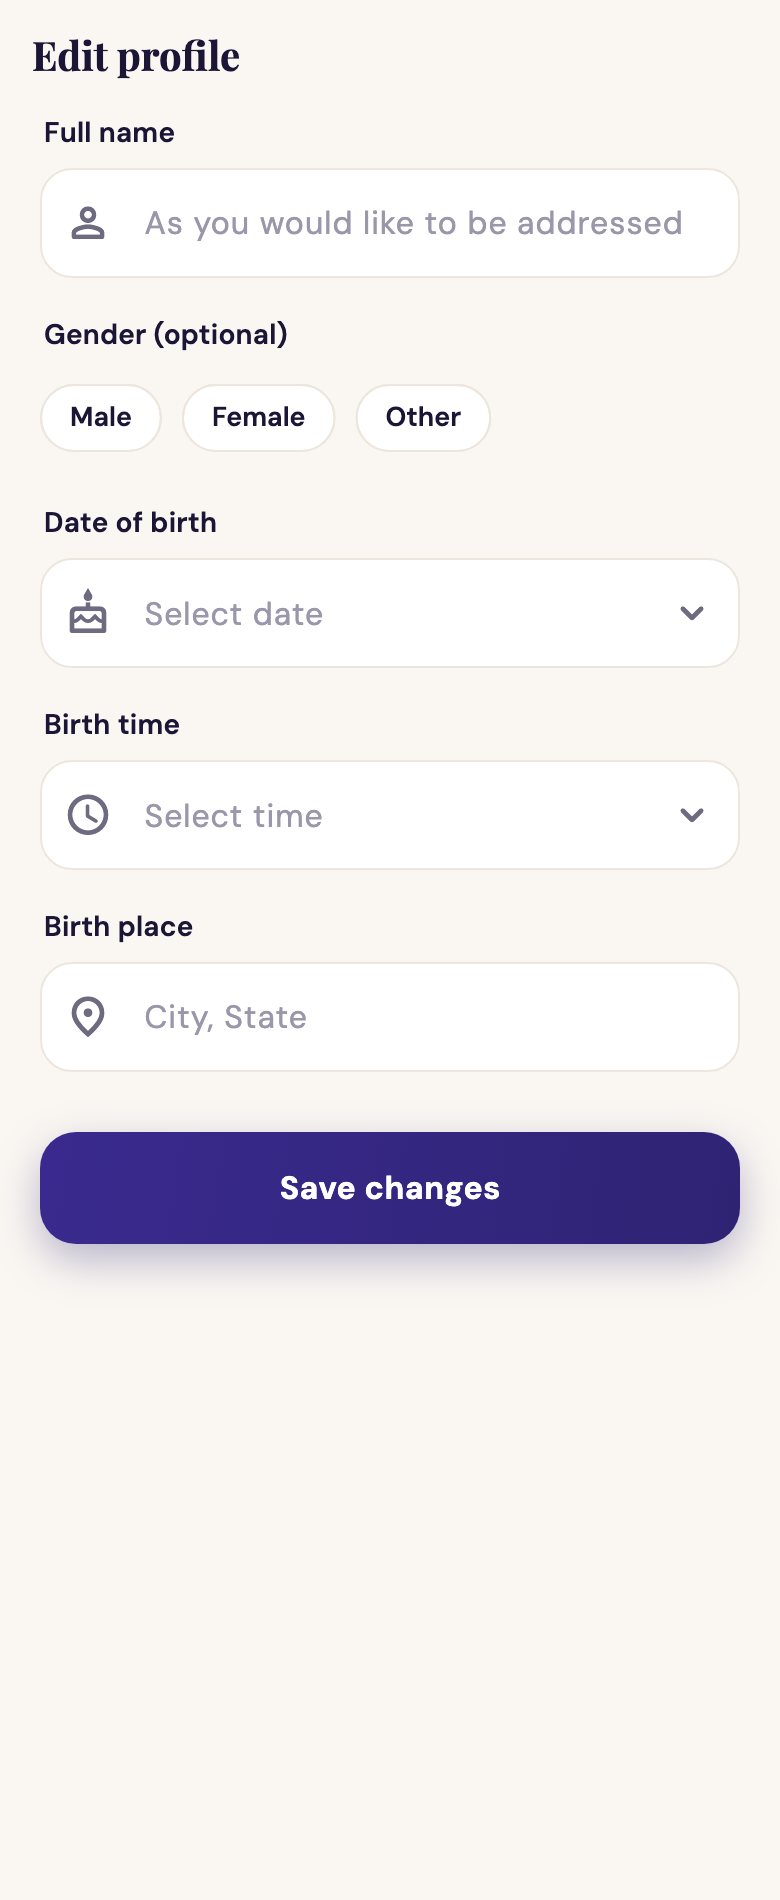 Edit profile
Full name
As you would like to be addressed
Gender (optional)
Male Female Other
Date of birth
Select date
Birth time
Select time
Birth place
City, State
Save changes